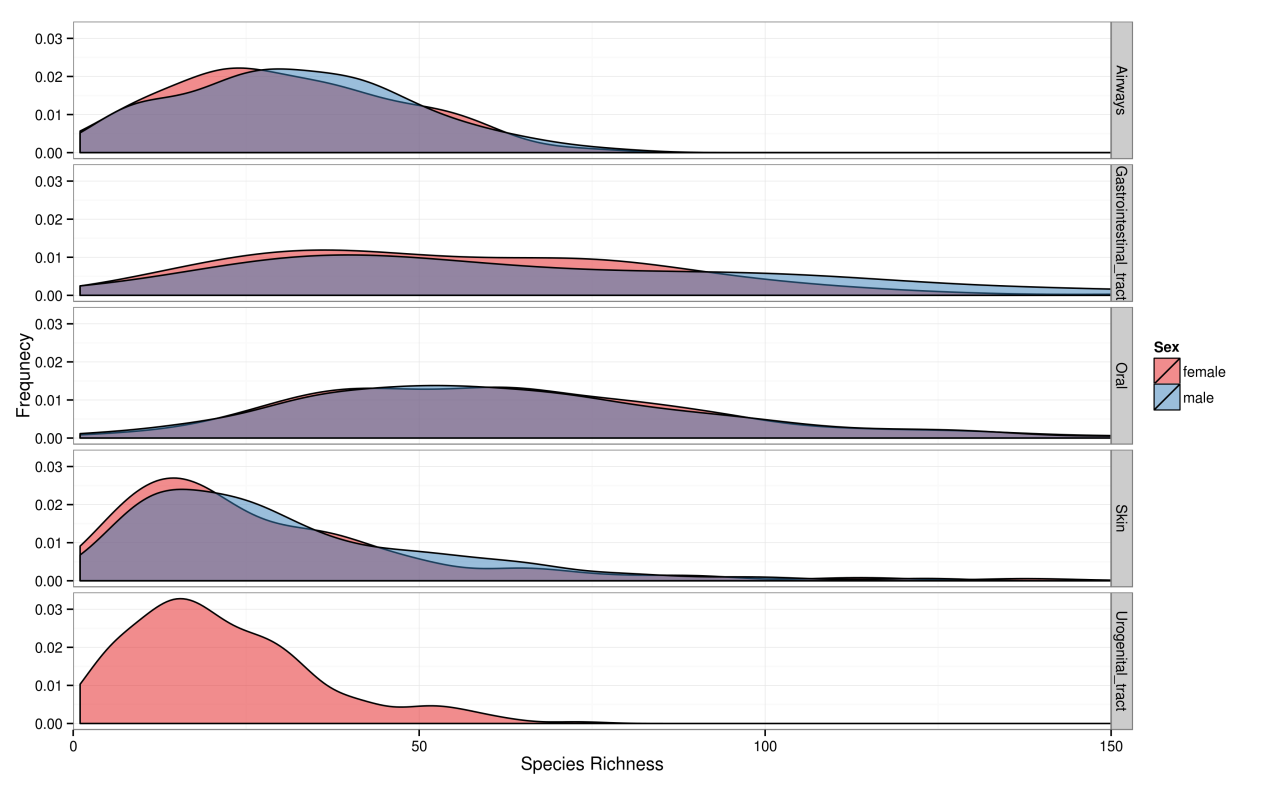 0.03
0.02
0.01
0.00
Airways
0.03
0.02
0.01
0.00
Gastrointestinal_tract
0.03
0.02
0.01
0.00
Oral
0.03
0.02
0.01
0.00
Skin
0.03
0.02
0.01
0.00
Urogenital_tract
0
50
100
150
Species Richness
Frequnecy
Sex
female
male